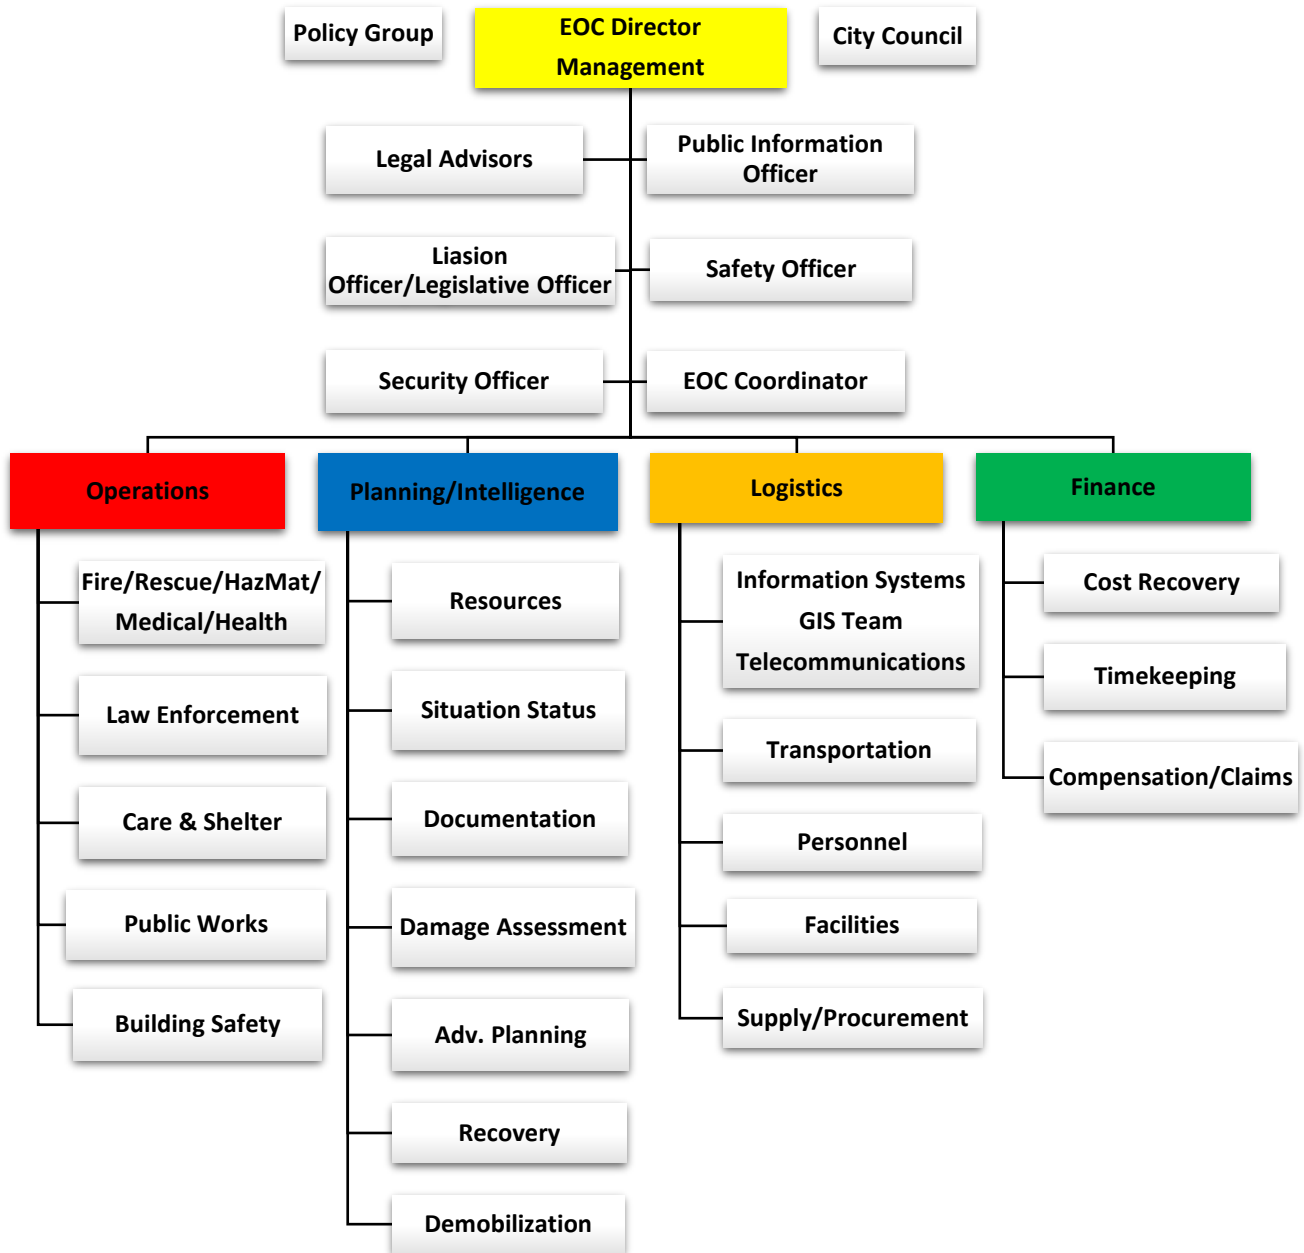 Policy Group
EOC Director
Management
City Council
Legal Advisors
Public Information
Officer
Liasion
Officer/Legislative Officer
Safety Officer
Security Officer
EOC Coordinator
Operations
Fire/Rescue/HazMat/
Medical/Health
Law Enforcement
Care & Shelter
Public Works
Building Safety
Planning/Intelligence
Resources
Situation Status
Documentation
Damage Assessment
Adv. Planning
Recovery
Demobilization
Logistics
Information Systems
GIS Team
Telecommunications
Transportation
Personnel
Facilities
Supply/Procurement
Finance
Cost Recovery
Timekeeping
Compensation/Claims